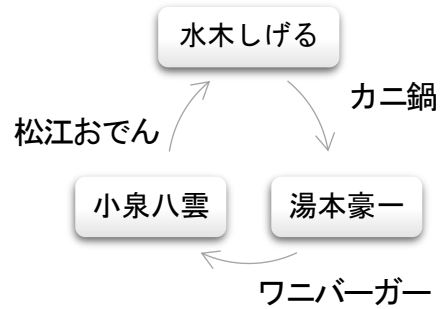 水木しげる
カニ鍋
松江おでん
小泉八雲
湯本豪一
ワニバーガー